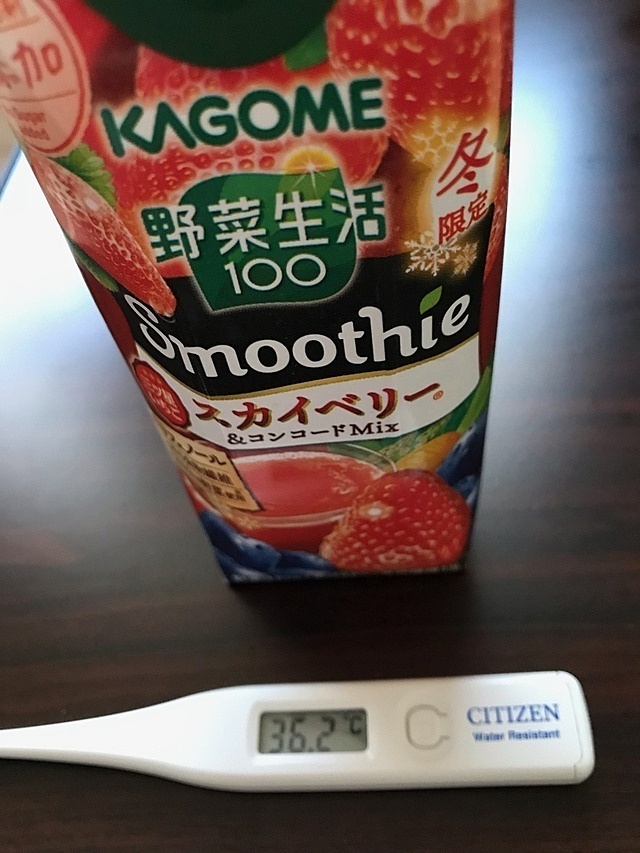 加
KAGOME
冬
限定
野菜生活
100
Smoothie
スカイベリー®
&コンコードMix
36.2℃
CITIZEN
Water Resistant